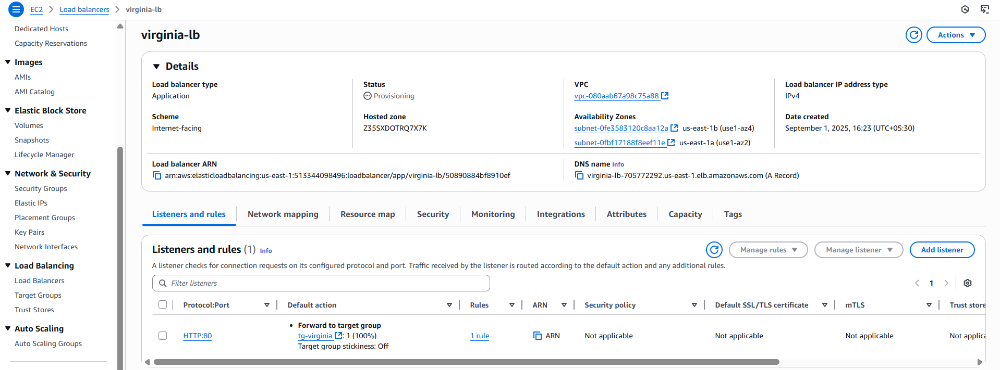 EC2 > Load balancers > virginia-lb
Dedicated Hosts
Capacity Reservations
Images
AMIs
AMI Catalog
Elastic Block Store
Volumes
Snapshots
Lifecycle Manager
Network & Security
Security Groups
Elastic IPs
Placement Groups
Key Pairs
Network Interfaces
Load Balancing
Load Balancers
Target Groups
Trust Stores
Auto Scaling
Auto Scaling Groups
virginia-lb
Actions
Details
Load balancer type
Application
Status
Provisioning
VPC
vpc-080aab67a98c75a88
Load balancer IP address type
IPv4
Scheme
Internet-facing
Hosted zone
Z35SXDOTRQ7X7K
Availability Zones
subnet-0fe3583120c8aa12a us-east-1b (use1-az4)
subnet-0fbf17188f8eef11e us-east-1a (use1-az2)
Date created
September 1, 2025, 16:23 (UTC+05:30)
Load balancer ARN
arn:aws:elasticloadbalancing:us-east-1:513344098496:loadbalancer/app/virginia-lb/50890884bf8910ef
DNS name Info
virginia-lb-705772292.us-east-1.elb.amazonaws.com (A Record)
Listeners and rules Network mapping Resource map Security Monitoring Integrations Attributes Capacity Tags
Listeners and rules (1) Info
Manage rules Manage listener Add listener
A listener checks for connection requests on its configured protocol and port. Traffic received by the listener is routed according to the default action and any additional rules.
Filter listeners
1
Protocol:Port Default action Rules ARN Security policy Default SSL/TLS certificate mTLS Trust store
HTTP:80
• Forward to target group
tg-virginia : 1 (100%)
Target group stickiness: Off
1 rule
ARN
Not applicable
Not applicable
Not applicable
Not applica